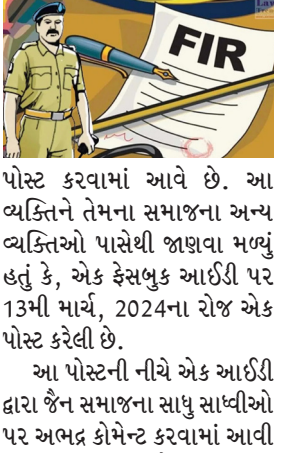 FIR
પોસ્ટ કરવામાં આવે છે. આ
વ્યક્તિને તેમના સમાજના અન્ય
વ્યક્તિઓ પાસેથી જાણવા મળ્યું
હતું કે, એક ફેસબુક આઈડી પર
13મી માર્ચ, 2024ના રોજ એક
પોસ્ટ કરેલી છે.
આ પોસ્ટની નીચે એક આઈડી
દ્વારા જૈન સમાજના સાધુ સાધ્વીઓ
પર અભદ્ર કોમેન્ટ કરવામાં આવી